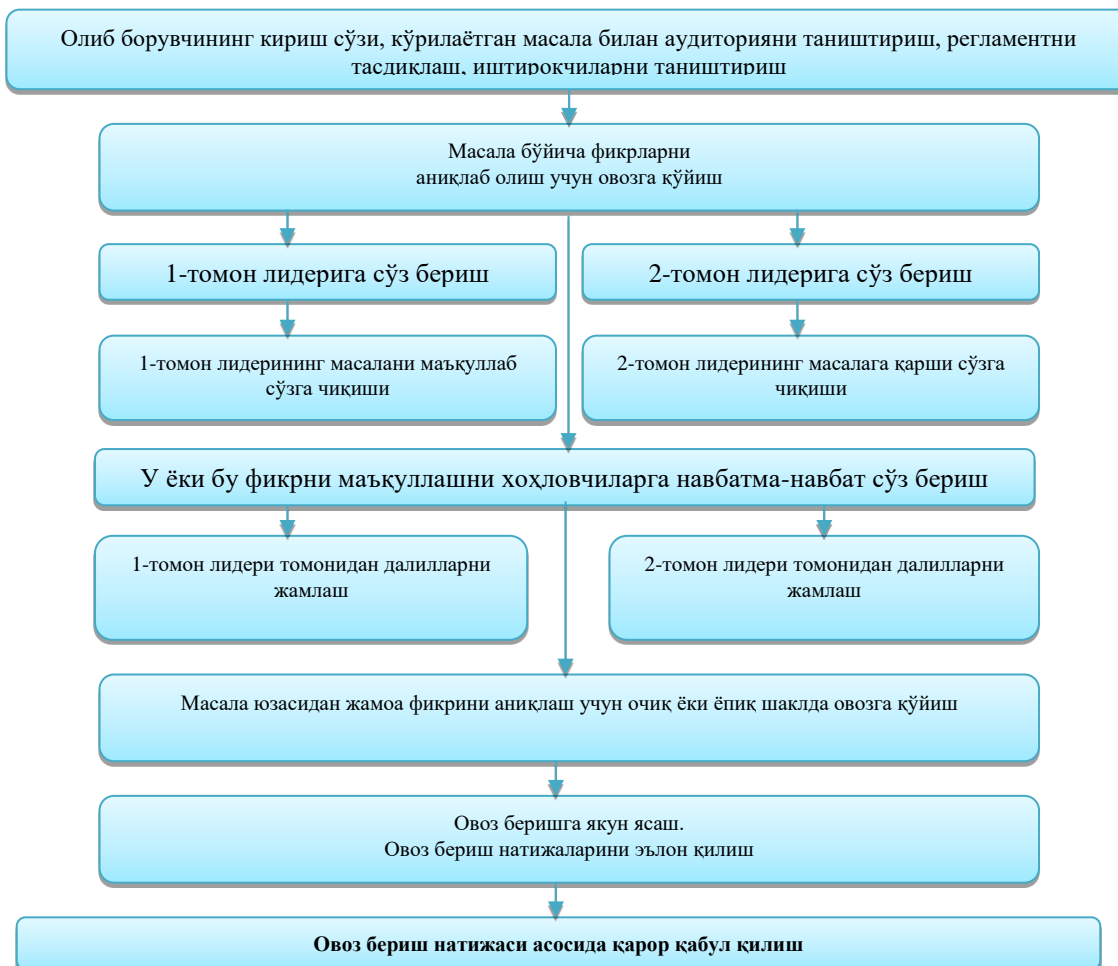 Олиб борувчининг кириш сўзи, кўрилаётган масала билан аудиторияни таништириш, регламентни
тасдиқлаш, иштирокчиларни таништириш
Масала бўйича фикрларни
аниқлаб олиш учун овозга қўйиш
1-томон лидерига сўз бериш
2-томон лидерига сўз бериш
1-томон лидерининг масалани маъқуллаб
сўзга чиқиши
2-томон лидерининг масалага қарши сўзга
чиқиши
У ёки бу фикрни маъқуллашни хоҳловчиларга навбатма-навбат сўз бериш
1-томон лидери томонидан далилларни
жамлаш
2-томон лидери томонидан далилларни
жамлаш
Масала юзасидан жамоа фикрини аниқлаш учун очиқ ёки ёпиқ шаклда овозга қўйиш
Овоз беришга якун ясаш.
Овоз бериш натижаларини эълон қилиш
Овоз бериш натижаси асосида қарор қабул қилиш